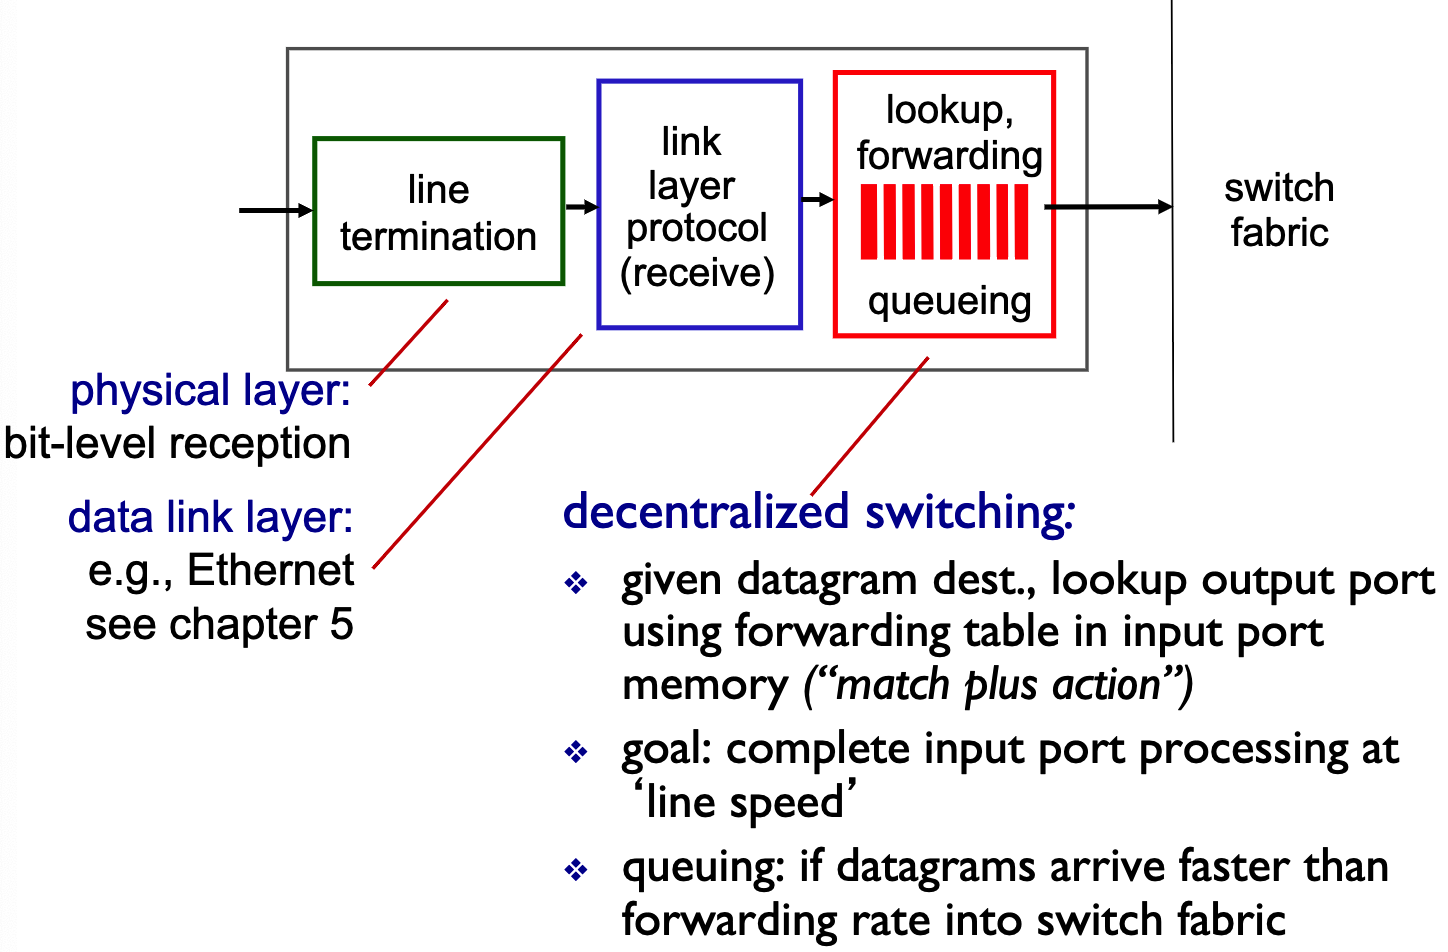 line
termination
link
layer
protocol
(receive)
lookup,
forwarding
queueing
switch
fabric
physical layer:
bit-level reception
data link layer:
e.g., Ethernet
see chapter 5
decentralized switching:
❖ given datagram dest., lookup output port
using forwarding table in input port
memory (“match plus action”)
❖ goal: complete input port processing at
‘line speed’
❖ queuing: if datagrams arrive faster than
forwarding rate into switch fabric